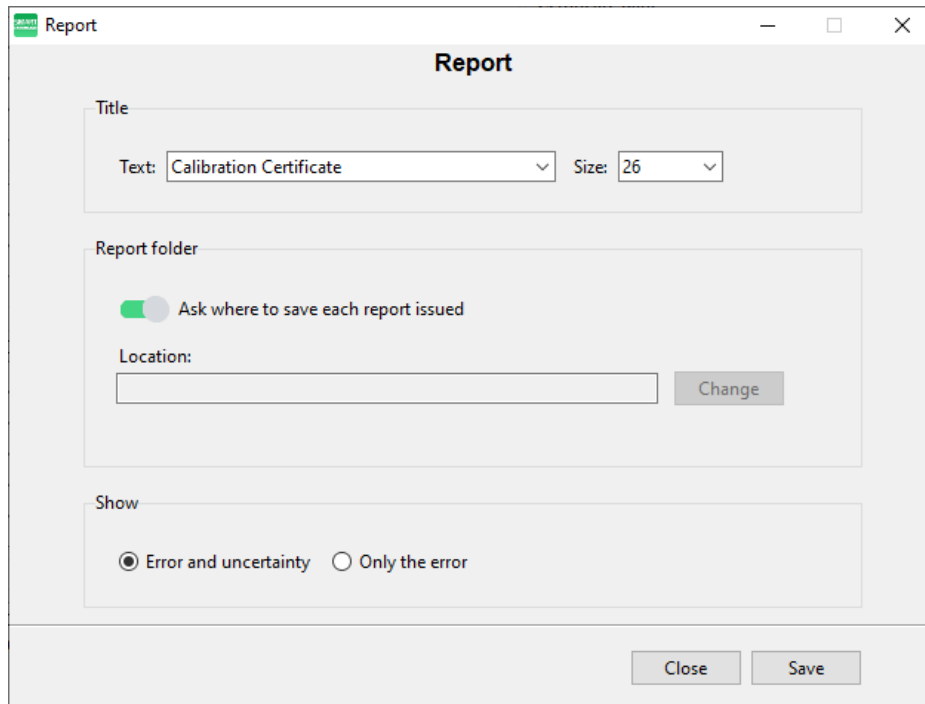 Report
Report
Title
Text: Calibration Certificate Size: 26
Report folder
Ask where to save each report issued
Location:
Change
Show
Error and uncertainty Only the error
Close Save